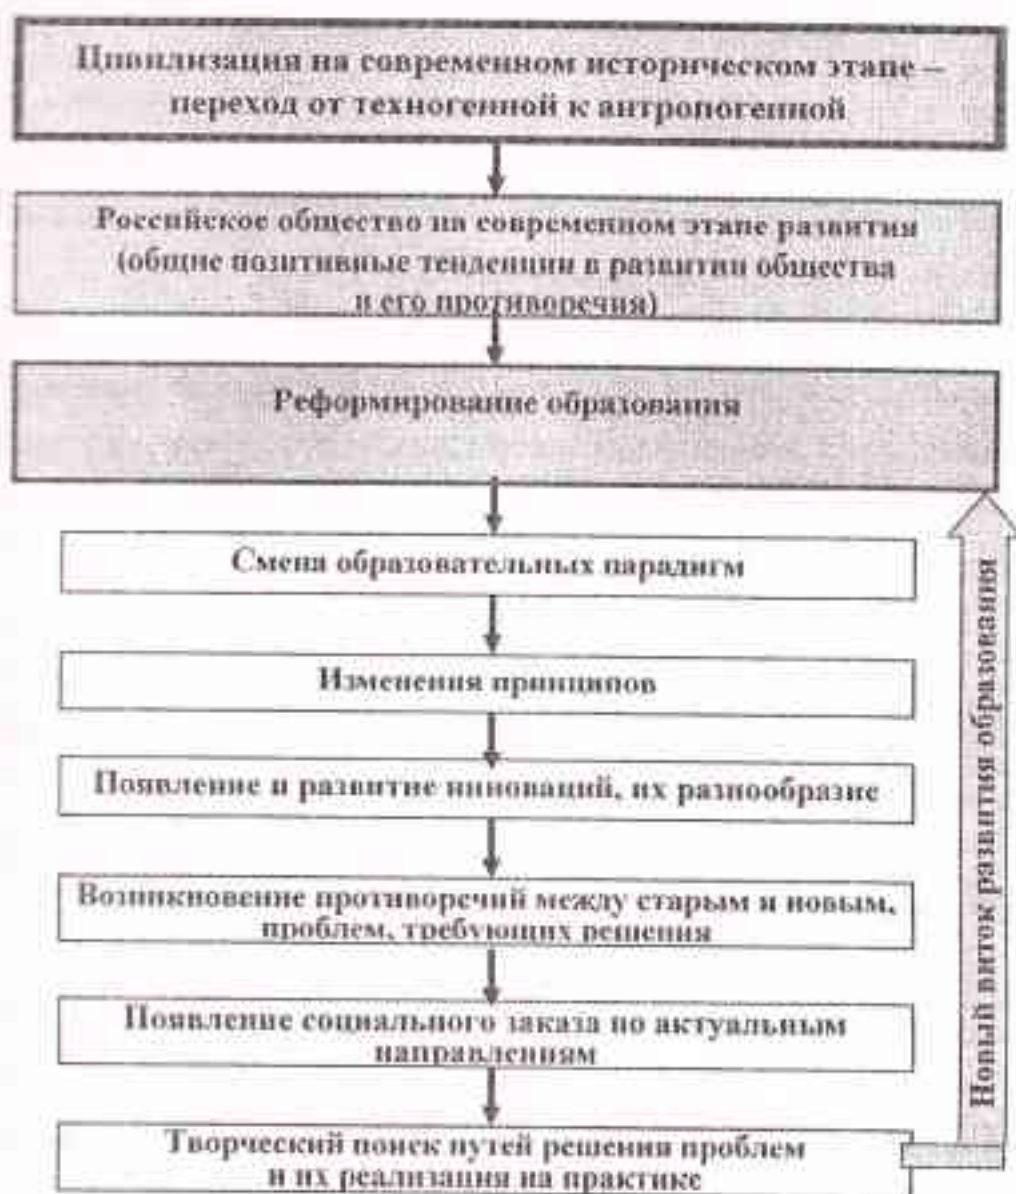 Цивилизация на современном историческом этапе –
переход от техногенной к антропогенной
Российское общество на современном этапе развития
(общие позитивные тенденции в развитии общества
и его противоречия)
Реформирование образования
Смена образовательных парадигм
Изменения принципов
Появление и развитие инноваций, их разнообразие
Возникновение противоречий между старым и новым,
проблем, требующих решения
Появление социального заказа по актуальным
направлениям
Творческий поиск путей решения проблем
и их реализация на практике
Новый виток развития образования